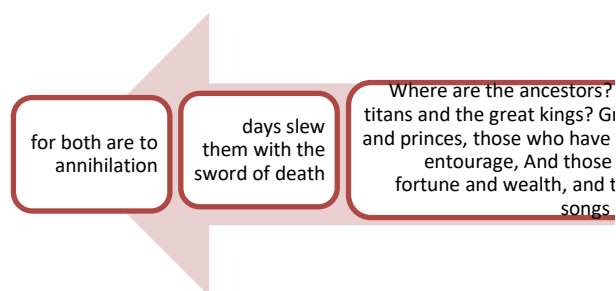 Where are the ancestors?
titans and the great kings?
and princes, those who have
entourage, And those
fortune and wealth, and
songs
days slew
them with the
sword of death
for both are to
annihilation